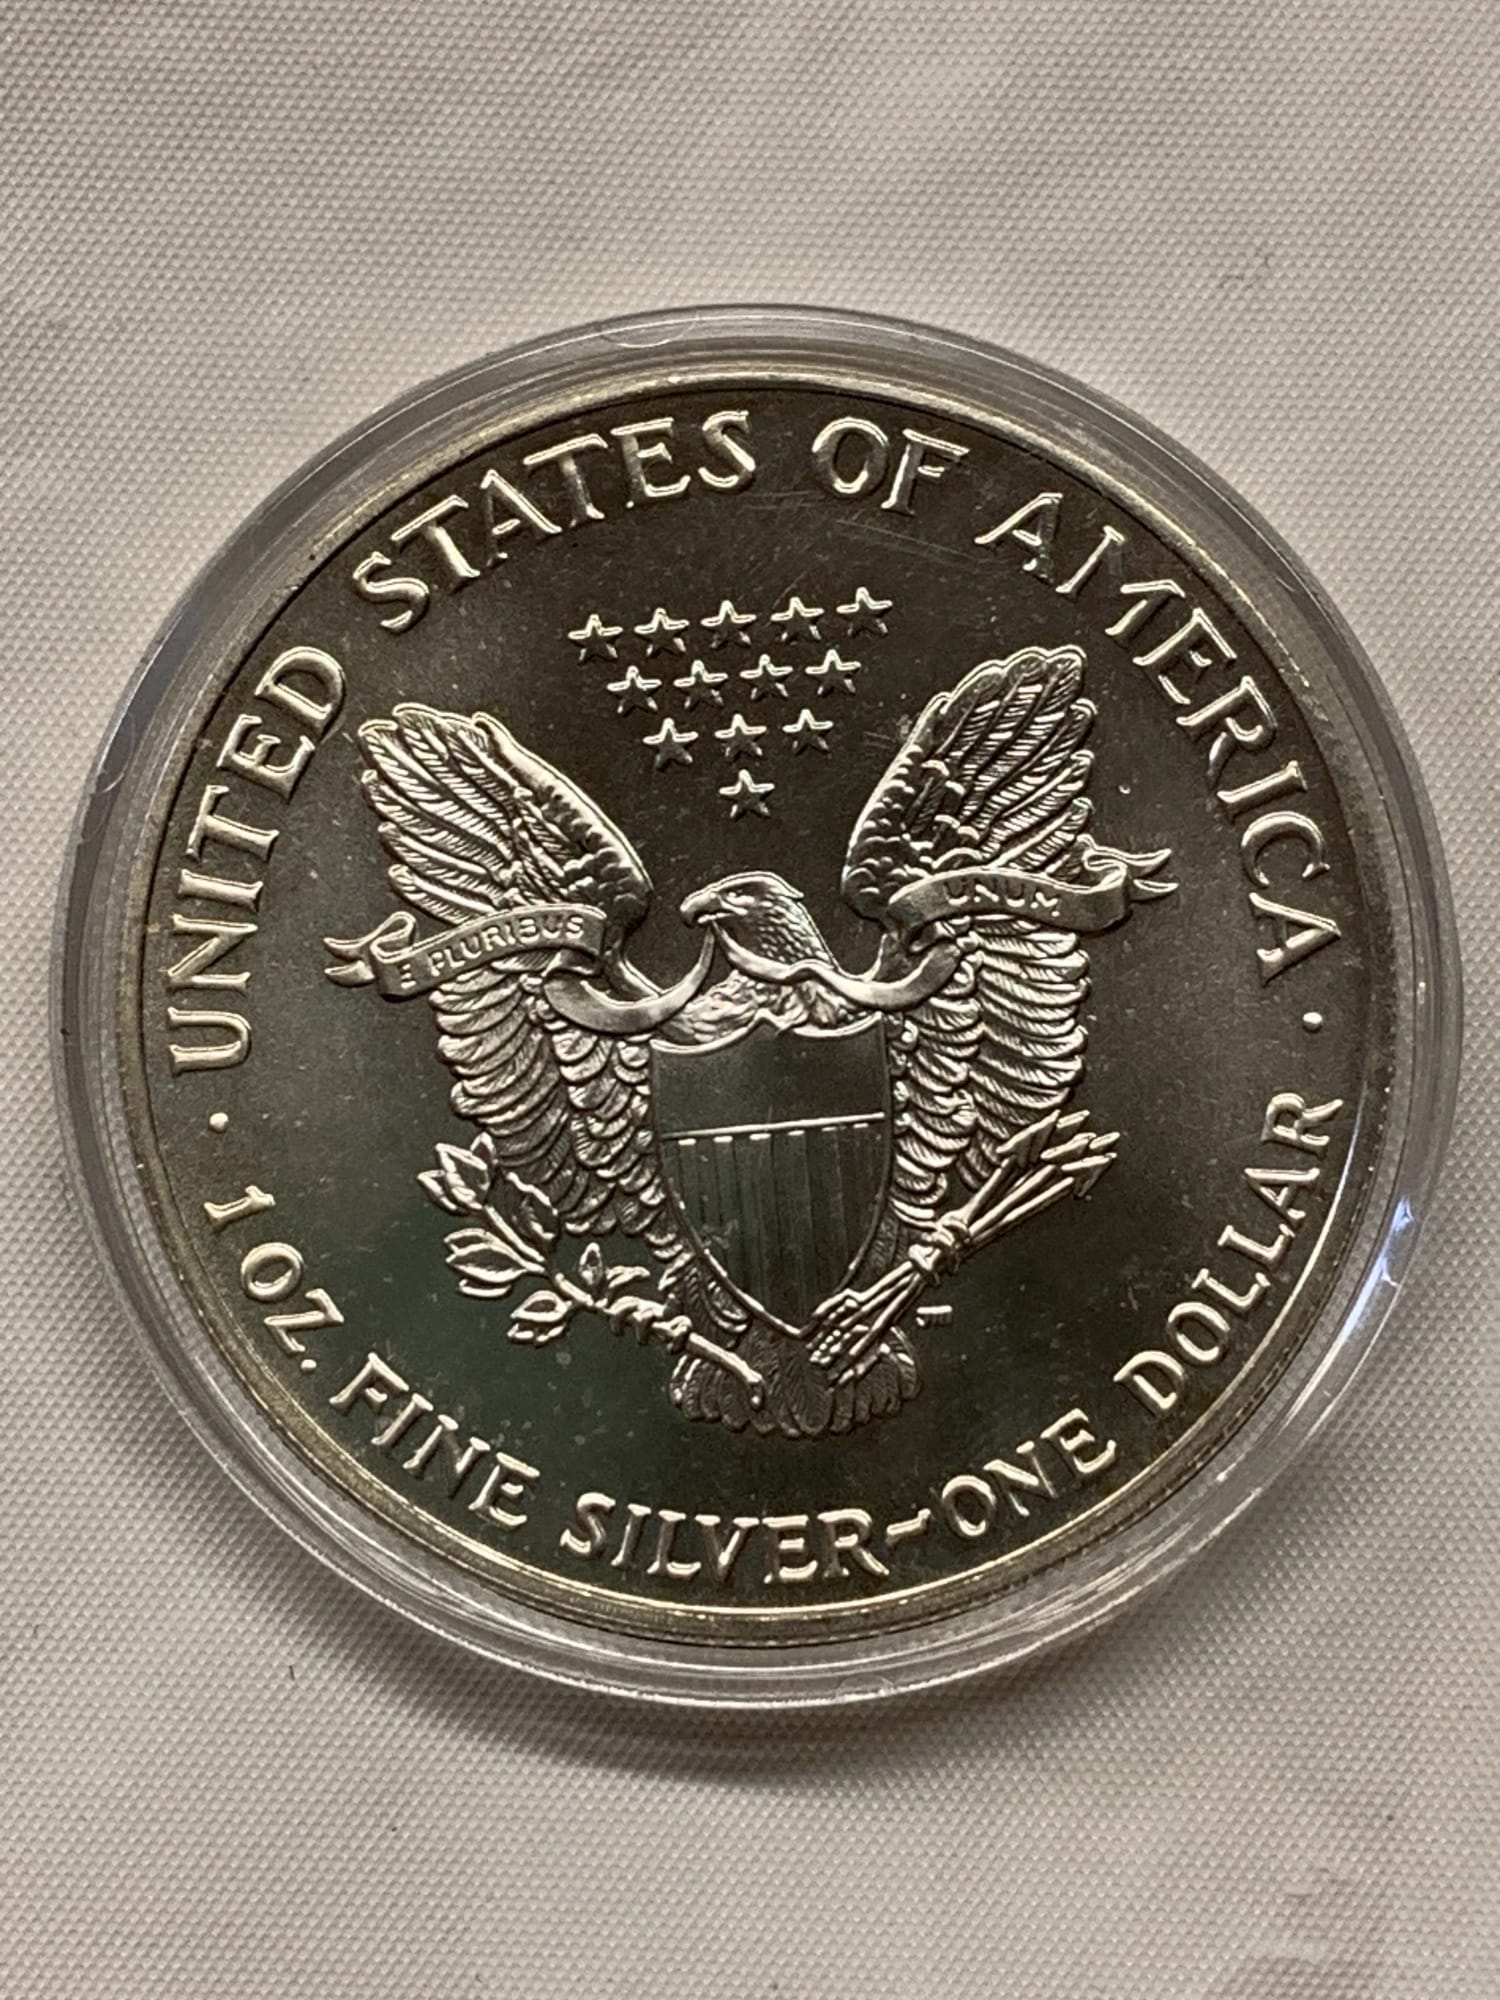 UNITED STATES OF AMERICA
E PLURIBUS
UNUM
1 OZ. FINE SILVER~ONE DOLLAR